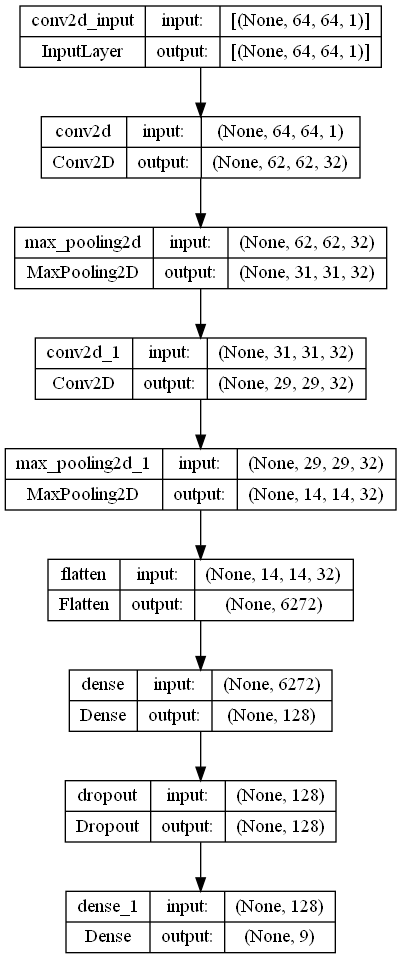 conv2d_input input: [(None, 64, 64, 1)]
InputLayer output: [(None, 64, 64, 1)]
conv2d input: (None, 64, 64, 1)
Conv2D output: (None, 62, 62, 32)
max_pooling2d input: (None, 62, 62, 32)
MaxPooling2D output: (None, 31, 31, 32)
conv2d_1 input: (None, 31, 31, 32)
Conv2D output: (None, 29, 29, 32)
max_pooling2d_1 input: (None, 29, 29, 32)
MaxPooling2D output: (None, 14, 14, 32)
flatten input: (None, 14, 14, 32)
Flatten output: (None, 6272)
dense input: (None, 6272)
Dense output: (None, 128)
dropout input: (None, 128)
Dropout output: (None, 128)
dense_1 input: (None, 128)
Dense output: (None, 9)